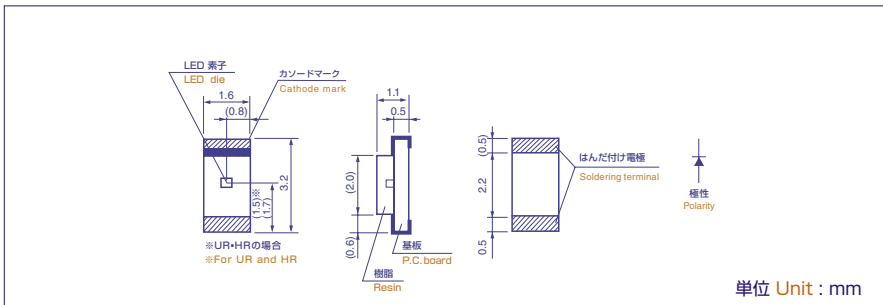 LED 素子
LED die
カソードマーク
Cathode mark
1.6
(0.8)
3.2
(1.5)※
(1.7)
※UR•HRの場合
※For UR and HR
1.1
0.5
(2.0)
(0.6)
基板
P.C.board
樹脂
Resin
(0.5)
2.2
0.5
はんだ付け電極
Soldering terminal
極性
Polarity
単位 Unit : mm